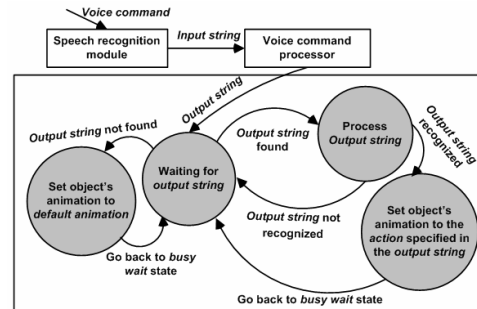 Voice command
Speech recognition
module
Input string
Voice command
processor
Output string
Output string not found
Output string
found
Process
Output string
Output string
recognized
Waiting for
output string
Set object's
animation to
default animation
Output string not
recognized
Set object's
animation to the
action specified in
the output string
Go back to busy
wait state
Go back to busy wait state